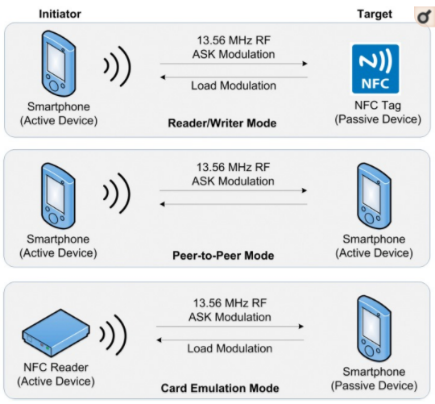 Initiator
Target
13.56 MHz RF
ASK Modulation
Load Modulation
N))
NFC
Smartphone
(Active Device)
NFC Tag
(Passive Device)
Reader/Writer Mode
13.56 MHz RF
ASK Modulation
Smartphone
(Active Device)
Smartphone
(Active Device)
Peer-to-Peer Mode
13.56 MHz RF
ASK Modulation
Load Modulation
NFC Reader
(Active Device)
Smartphone
(Passive Device)
Card Emulation Mode